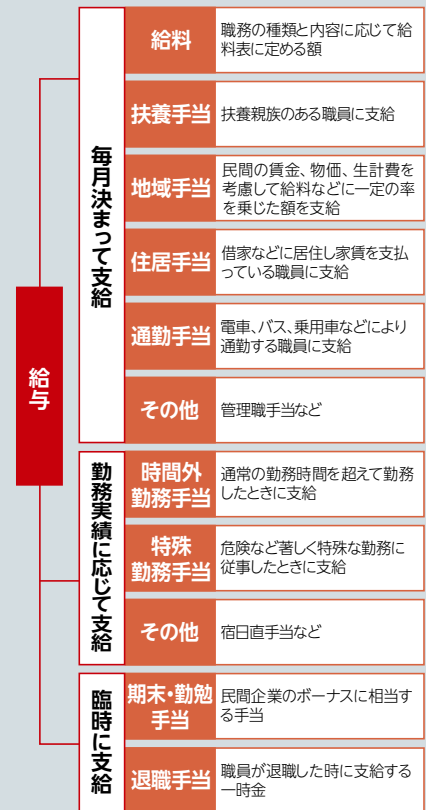 給与
毎月決まって支給
給料
職務の種類と内容に応じて給
料表に定める額
扶養手当
扶養親族のある職員に支給
地域手当
民間の賃金、物価、生計費を
考慮して給料などに一定の率
を乗じた額を支給
住居手当
借家などに居住し家賃を支払
っている職員に支給
通勤手当
電車、バス、乗用車などにより
通勤する職員に支給
その他
管理職手当など
勤務実績に応じて支給
時間外
勤務手当
通常の勤務時間を超えて勤務
したときに支給
特殊
勤務手当
危険など著しく特殊な勤務に
従事したときに支給
その他
宿日直手当など
臨時に支給
期末・勤勉
手当
民間企業のボーナスに相当す
る手当
退職手当
職員が退職した時に支給する
一時金